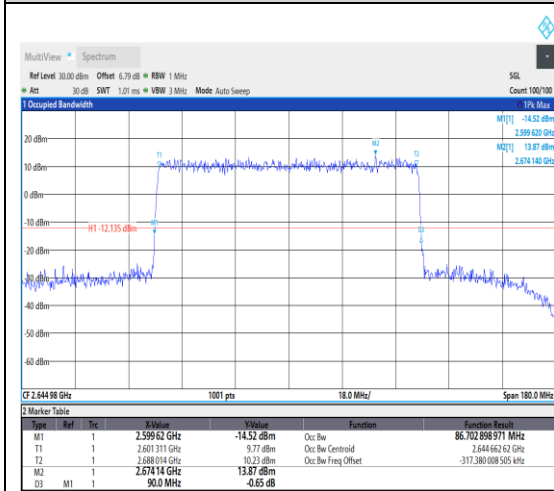 MultiView Spectrum
Ref Level 30.00 dBm Offset 6.79 dB RBW 1 MHz SGL
Att 30 dB SWT 1.01 ms VBW 3 MHz Mode Auto Sweep Count 100/100
1 Occupied Bandwidth 1Pk Max
M1[1] -14.52 dBm
2.599 620 GHz
M2[1] 13.87 dBm
2.674 140 GHz
20 dBm
T1 M2 T2
10 dBm
0 dBm
-10 dBm
M1
H1 -12.135 dBm
D3
-20 dBm
-30 dBm
-40 dBm
-50 dBm
-60 dBm
CF 2.644 98 GHz 1001 pts 18.0 MHz/ Span 180.0 MHz
2 Marker Table
Type Ref Trc X-Value Y-Value Function Function Result
M1 1 2.599 62 GHz -14.52 dBm Occ Bw 86.702 898 971 MHz
T1 1 2.601 311 GHz 9.77 dBm Occ Bw Centroid 2.644 662 62 GHz
T2 1 2.688 014 GHz 10.23 dBm Occ Bw Freq Offset -317.380 008 505 kHz
M2 1 2.674 14 GHz 13.87 dBm
D3 M1 1 90.0 MHz -0.65 dB